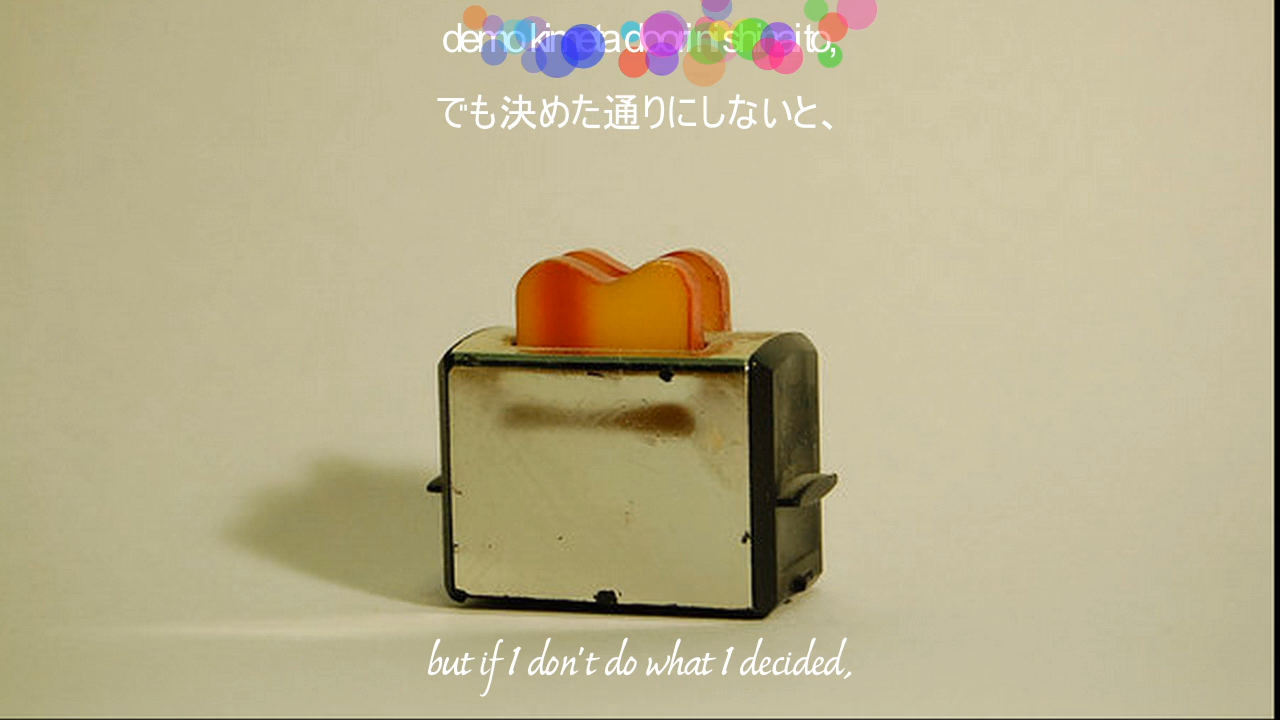 demo kimeta doori ni shinai to,
でも決めた通りにしないと、
but if I don't do what I decided,